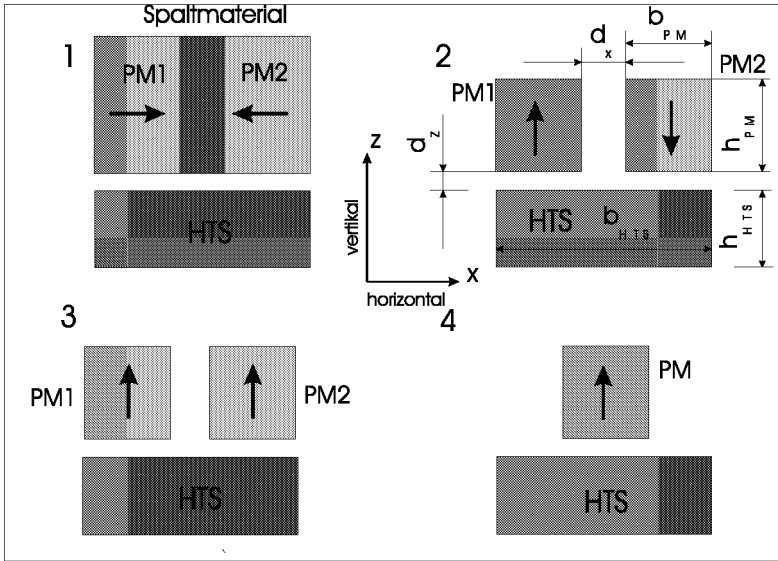 Spaltmaterial
1
PM1
PM2
HTS
2
d x
b PM
PM1
PM2
d z
h PM
HTS
b HTS
h HTS
z
vertikal
x
horizontal
3
PM1
PM2
HTS
4
PM
HTS